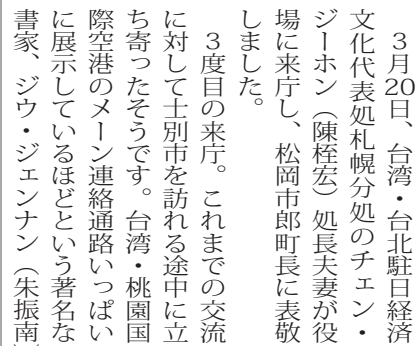 ３月20日、台湾・台北駐日経済
文化代表処札幌分処のチェン・
ジーホン（陳桎宏）処長夫妻が役
場に来庁し、松岡市郎町長に表敬
しました。
３度目の来庁。これまでの交流
に対して士別市を訪れる途中に立
ち寄ったそうです。台湾・桃園国
際空港のメーン連絡通路いっぱい
に展示しているほどという著名な
書家、ジウ・ジェンナン（朱振南）